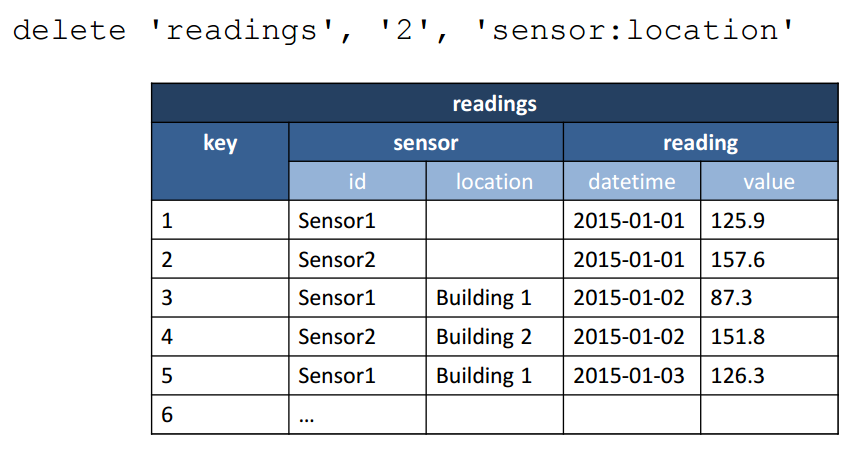 delete 'readings', '2', 'sensor:location'
readings
key sensor reading
id location datetime value
1 Sensor1 2015-01-01 125.9
2 Sensor2 2015-01-01 157.6
3 Sensor1 Building 1 2015-01-02 87.3
4 Sensor2 Building 2 2015-01-02 151.8
5 Sensor1 Building 1 2015-01-03 126.3
6 ...